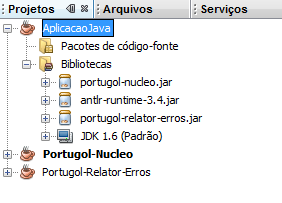 Projetos Arquivos Serviços
AplicacaoJava
Pacotes de código-fonte
Bibliotecas
portugol-nucleo.jar
antlr-runtime-3.4.jar
portugol-relator-erros.jar
JDK 1.6 (Padrão)
Portugol-Nucleo
Portugol-Relator-Erros